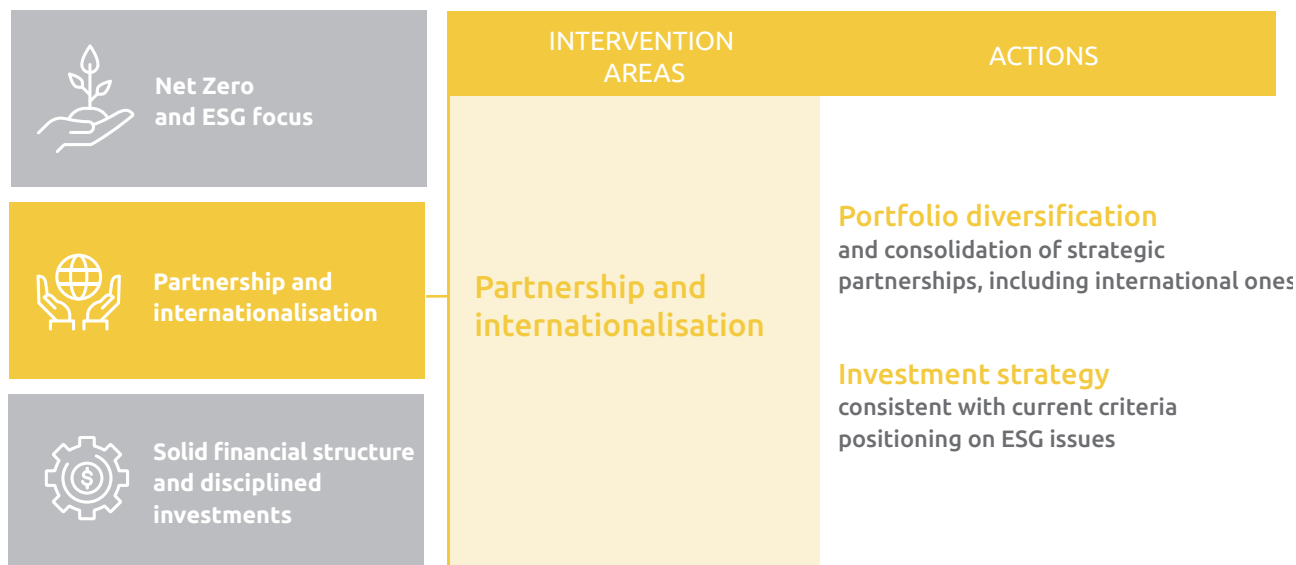 Net Zero
and ESG focus
Partnership and
internationalisation
Solid financial structure
and disciplined
investments
INTERVENTION
AREAS
ACTIONS
Partnership and
internationalisation
Portfolio diversification
and consolidation of strategic
partnerships, including international ones
Investment strategy
consistent with current criteria
positioning on ESG issues
$